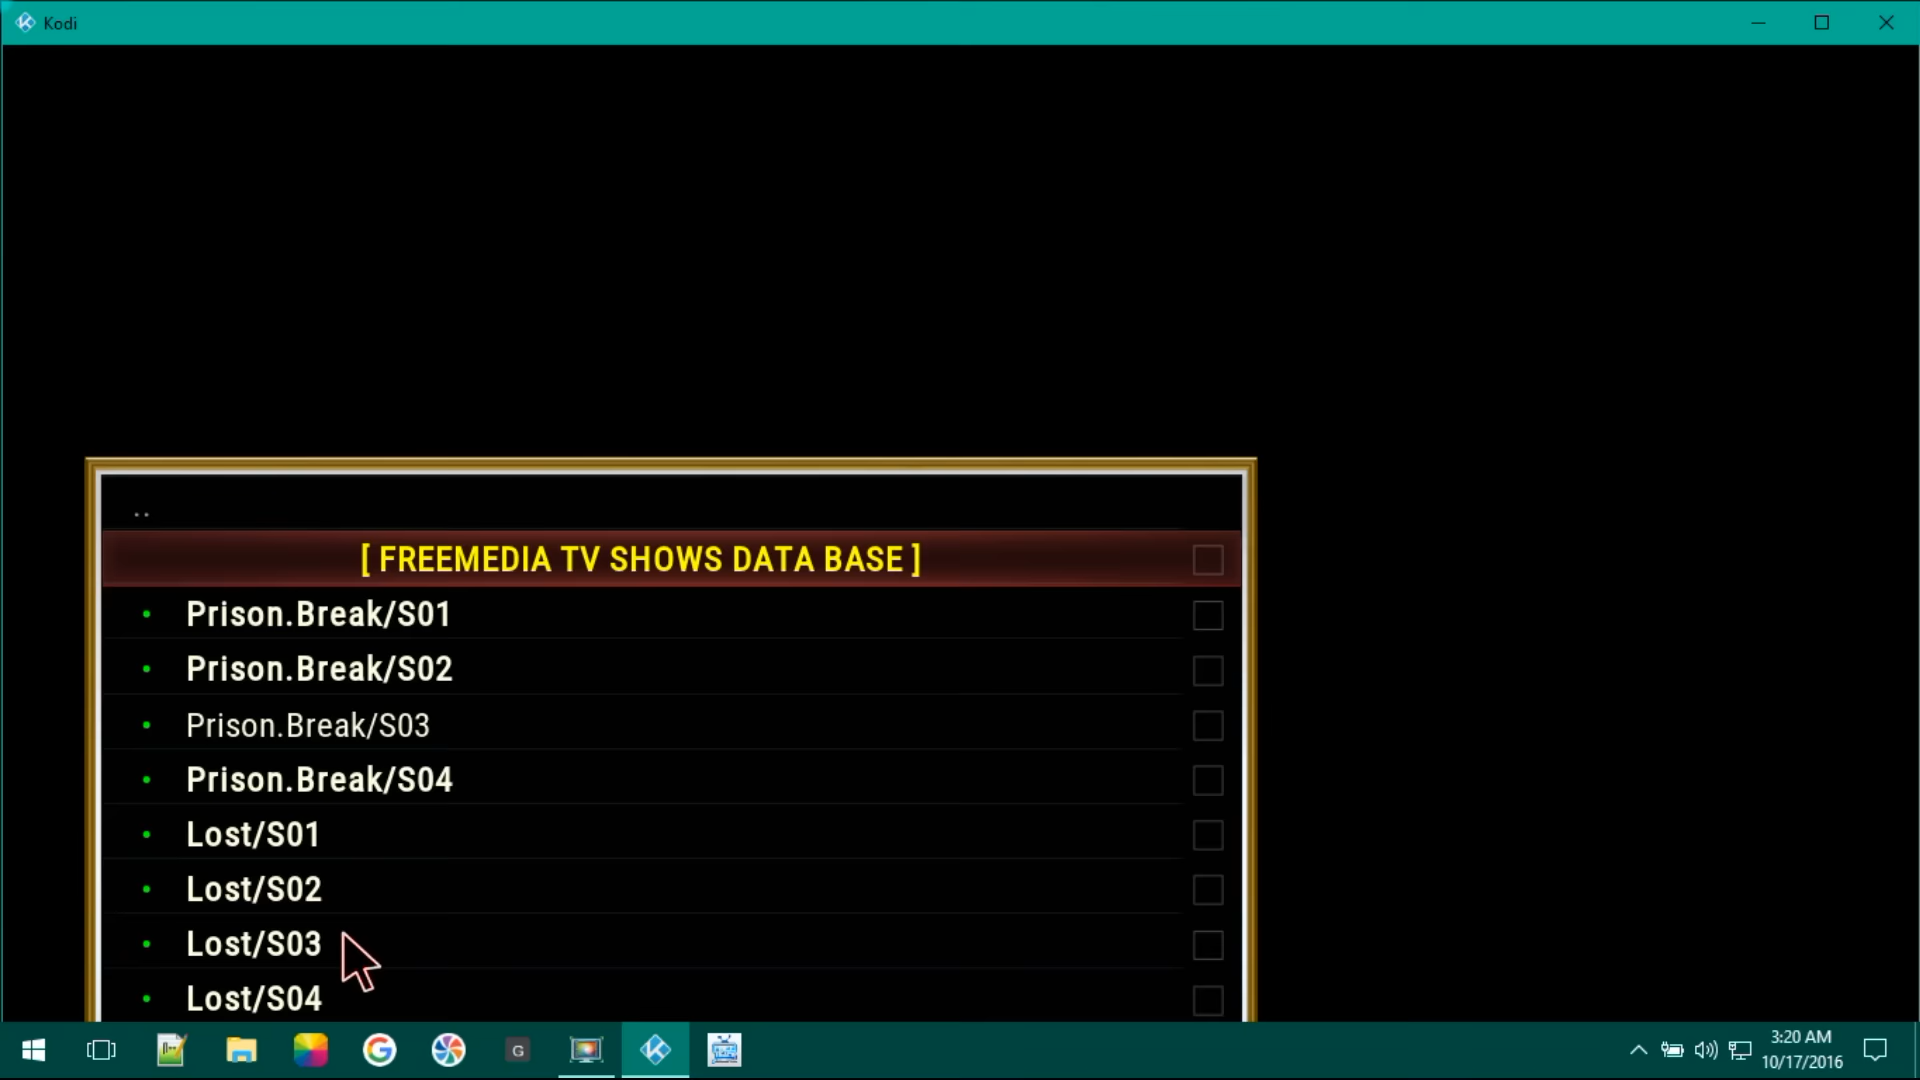 Kodi
..
[ FREEMEDIA TV SHOWS DATA BASE ]
Prison.Break/S01
Prison.Break/S02
Prison.Break/S03
Prison.Break/S04
Lost/S01
Lost/S02
Lost/S03
Lost/S04
G
3:20 AM
10/17/2016